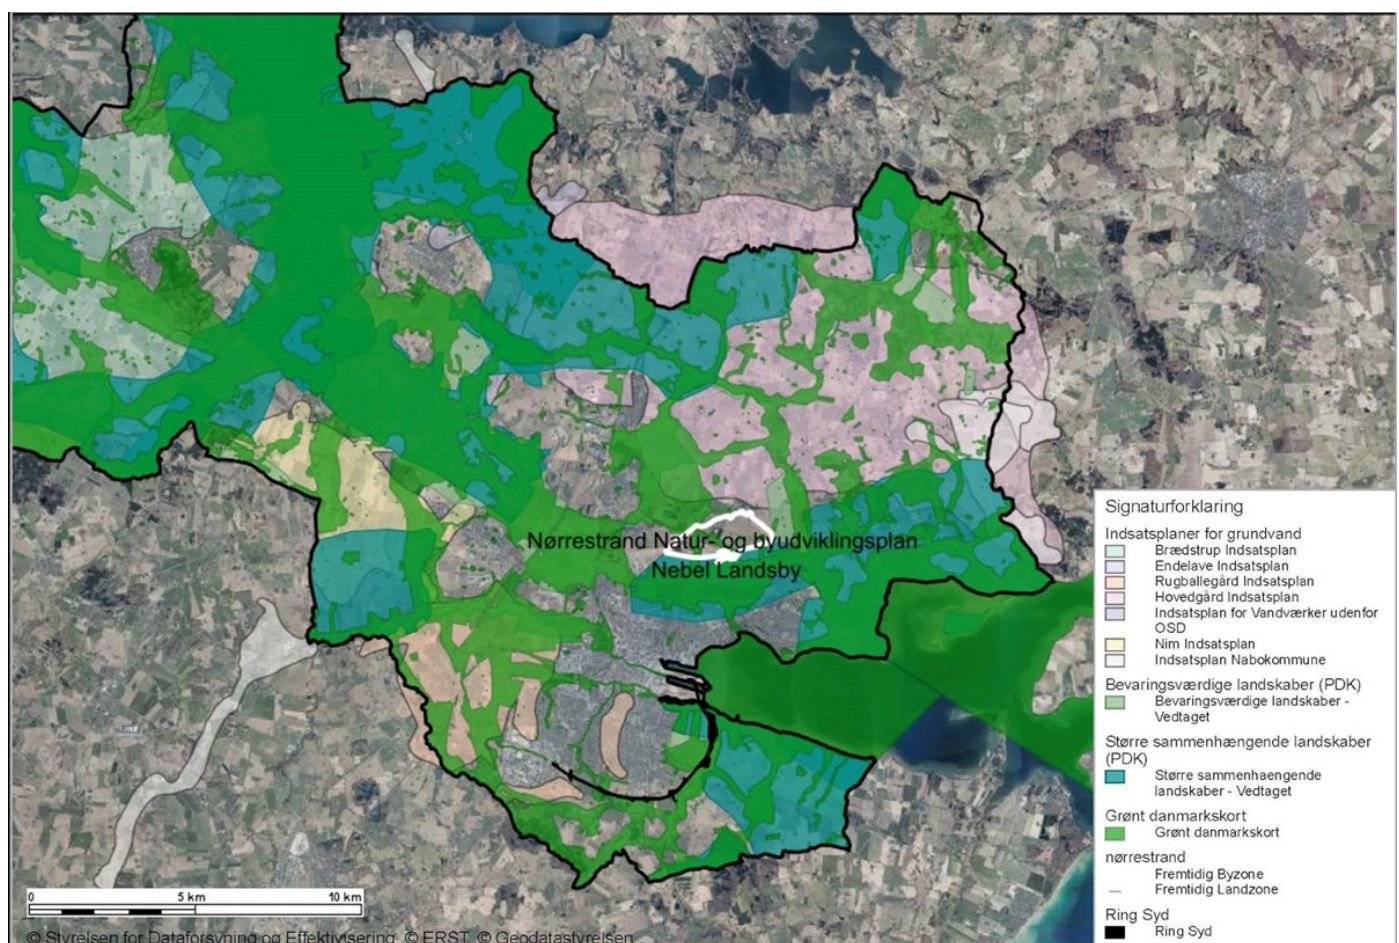 Nørrestrand Natur- og byudviklingsplan
Nebel Landsby
Signaturforklaring
Indsatsplaner for grundvand
Brædstrup Indsatsplan
Endelave Indsatsplan
Rugballegård Indsatsplan
Hovedgård Indsatsplan
Indsatsplan for Vandværker udenfor
OSD
Nim Indsatsplan
Indsatsplan Nabokommune
Bevaringsværdige landskaber (PDK)
Bevaringsværdige landskaber -
Vedtaget
Større sammenhængende landskaber
(PDK)
Større sammenhaengende
landskaber - Vedtaget
Grønt danmarkskort
Grønt danmarkskort
nørrestrand
Fremtidig Byzone
Fremtidig Landzone
Ring Syd
Ring Syd
0 5 km 10 km
© Styrelsen for Dataforsyning og Effektivisering, © ERST, © Geodatastyrelsen